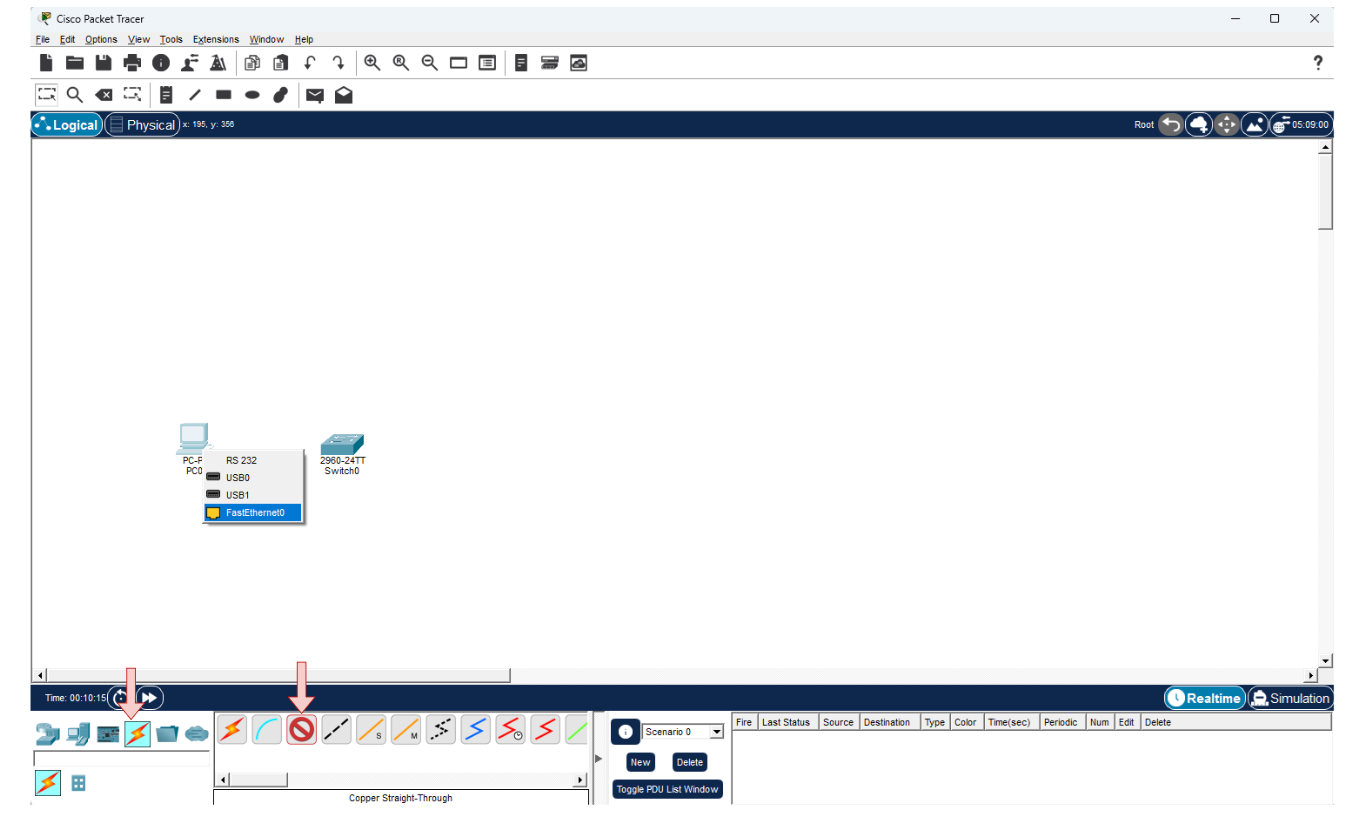 Cisco Packet Tracer
File Edit Options View Tools Extensions Window Help
?
Logical Physical x: 195, y: 356 Root 05:09:00
PC-P
PC0
RS 232
USB0
USB1
FastEthernet0
2960-24TT
Switch0
Time: 00:10:15 Realtime Simulation
S M
Scenario 0
New Delete
Toggle PDU List Window
Fire Last Status Source Destination Type Color Time(sec) Periodic Num Edit Delete
Copper Straight-Through